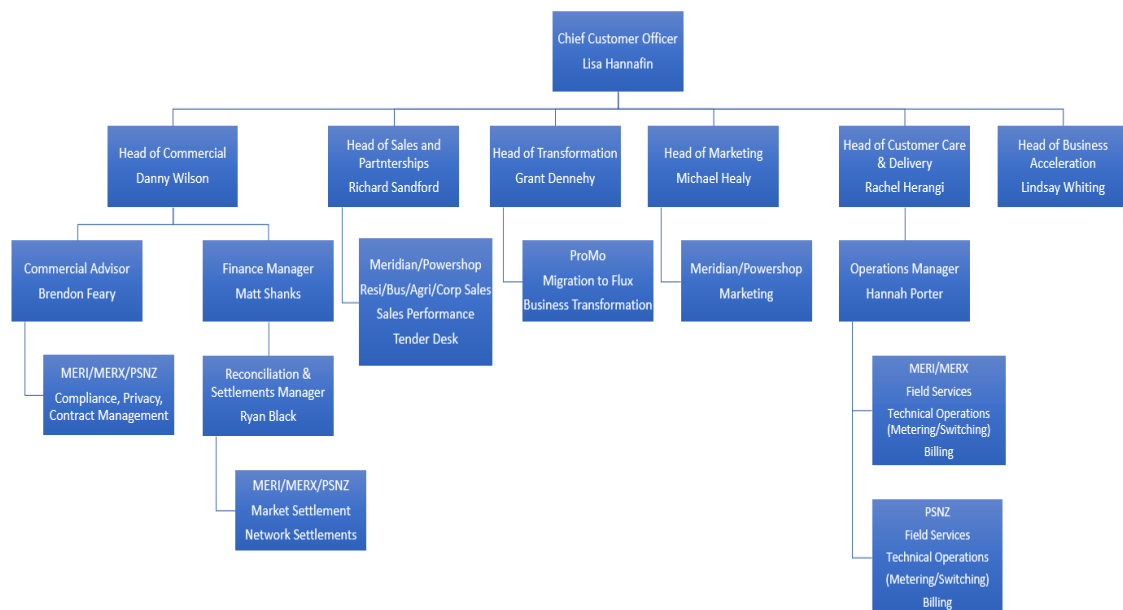 Chief Customer Officer
Lisa Hannafin
Head of Commercial
Danny Wilson
Head of Sales and
Partnterships
Richard Sandford
Head of Transformation
Grant Dennehy
Head of Marketing
Michael Healy
Head of Customer Care
& Delivery
Rachel Herangi
Head of Business
Acceleration
Lindsay Whiting
Commercial Advisor
Brendon Feary
Finance Manager
Matt Shanks
Meridian/Powershop
Resi/Bus/Agri/Corp Sales
Sales Performance
Tender Desk
ProMo
Migration to Flux
Business Transformation
Meridian/Powershop
Marketing
Operations Manager
Hannah Porter
MERI/MERX/PSNZ
Compliance, Privacy,
Contract Management
Reconciliation &
Settlements Manager
Ryan Black
MERI/MERX
Field Services
Technical Operations
(Metering/Switching)
Billing
MERI/MERX/PSNZ
Market Settlement
Network Settlements
PSNZ
Field Services
Technical Operations
(Metering/Switching)
Billing